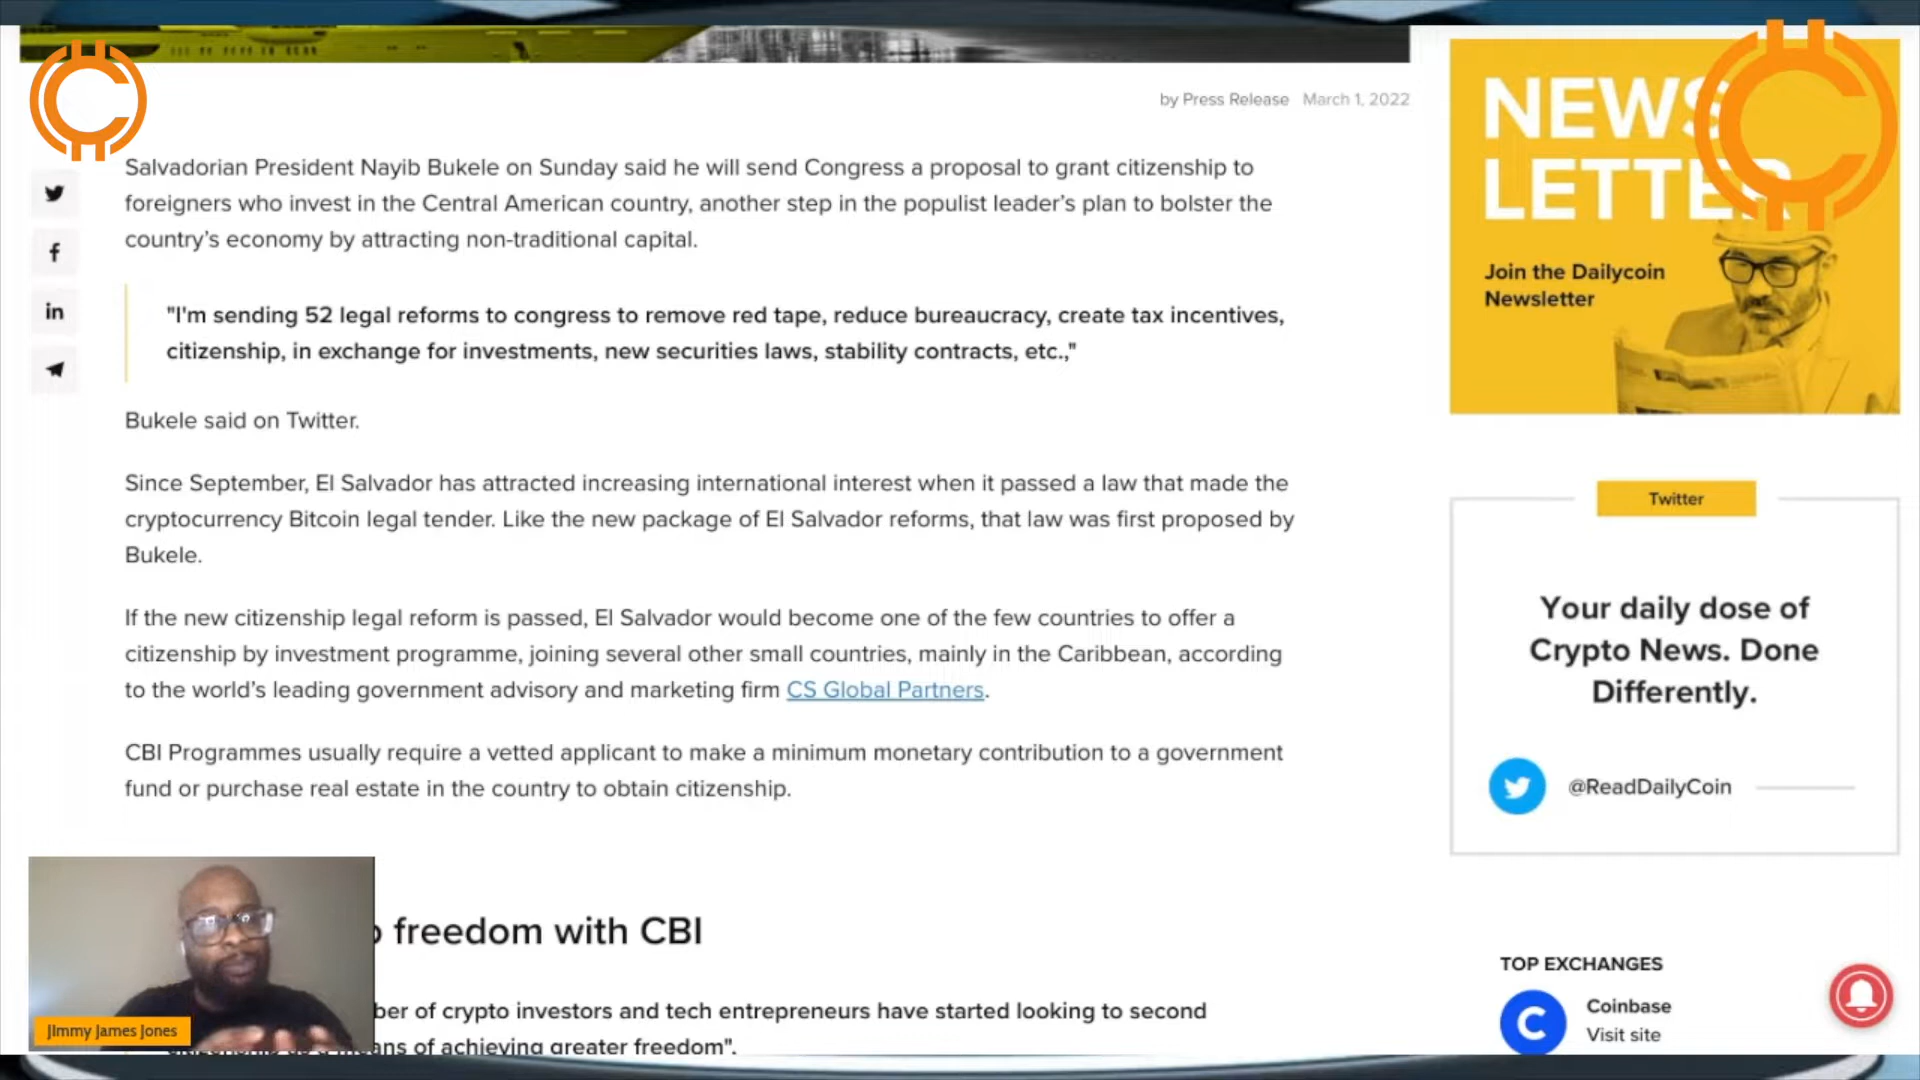 by Press Release March 1, 2022
Salvadorian President Nayib Bukele on Sunday said he will send Congress a proposal to grant citizenship to
foreigners who invest in the Central American country, another step in the populist leader's plan to bolster the
country's economy by attracting non-traditional capital.
"I'm sending 52 legal reforms to congress to remove red tape, reduce bureaucracy, create tax incentives,
citizenship, in exchange for investments, new securities laws, stability contracts, etc.,"
Bukele said on Twitter.
Since September, El Salvador has attracted increasing international interest when it passed a law that made the
cryptocurrency Bitcoin legal tender. Like the new package of El Salvador reforms, that law was first proposed by
Bukele.
If the new citizenship legal reform is passed, El Salvador would become one of the few countries to offer a
citizenship by investment programme, joining several other small countries, mainly in the Caribbean, according
to the world's leading government advisory and marketing firm CS Global Partners.
CBI Programmes usually require a vetted applicant to make a minimum monetary contribution to a government
fund or purchase real estate in the country to obtain citizenship.
freedom with CBI
ber of crypto investors and tech entrepreneurs have started looking to second
means of achieving greater freedom".
JImmy James Jones
NEWS
LETTER
Join the Dailycoin
Newsletter
Twitter
Your daily dose of
Crypto News. Done
Differently.
@ReadDailyCoin
TOP EXCHANGES
Coinbase
Visit site